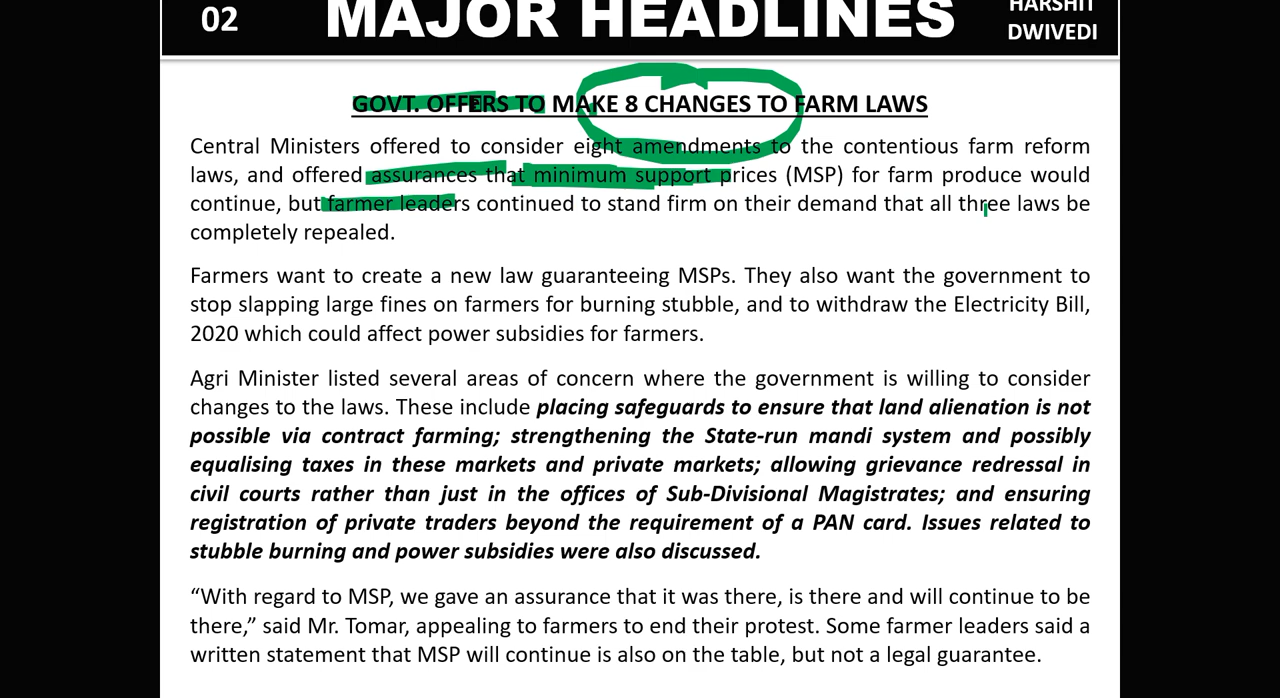 02
MAJOR HEADLINES
HARSHIT
DWIVEDI
GOVT. OFFERS TO MAKE 8 CHANGES TO FARM LAWS
Central Ministers offered to consider eight amendments to the contentious farm reform
laws, and offered assurances that minimum support prices (MSP) for farm produce would
continue, but farmer leaders continued to stand firm on their demand that all three laws be
completely repealed.
Farmers want to create a new law guaranteeing MSPs. They also want the government to
stop slapping large fines on farmers for burning stubble, and to withdraw the Electricity Bill,
2020 which could affect power subsidies for farmers.
Agri Minister listed several areas of concern where the government is willing to consider
changes to the laws. These include placing safeguards to ensure that land alienation is not
possible via contract farming; strengthening the State-run mandi system and possibly
equalising taxes in these markets and private markets; allowing grievance redressal in
civil courts rather than just in the offices of Sub-Divisional Magistrates; and ensuring
registration of private traders beyond the requirement of a PAN card. Issues related to
stubble burning and power subsidies were also discussed.
“With regard to MSP, we gave an assurance that it was there, is there and will continue to be
there,” said Mr. Tomar, appealing to farmers to end their protest. Some farmer leaders said a
written statement that MSP will continue is also on the table, but not a legal guarantee.